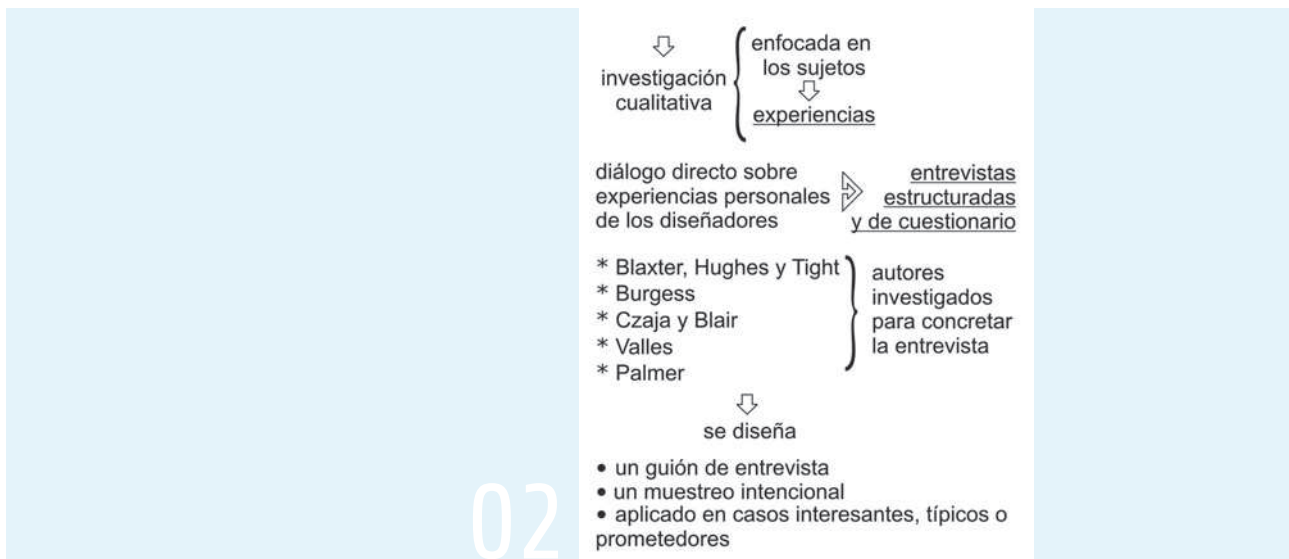 investigación
cualitativa
enfocada en
los sujetos
experiencias
diálogo directo sobre
experiencias personales
de los diseñadores
entrevistas
estructuradas
y de cuestionario
* Blaxter, Hughes y Tight
* Burgess
* Czaja y Blair
* Valles
* Palmer
autores
investigados
para concretar
la entrevista
se diseña
• un guión de entrevista
• un muestreo intencional
• aplicado en casos interesantes, típicos o
prometedores
02